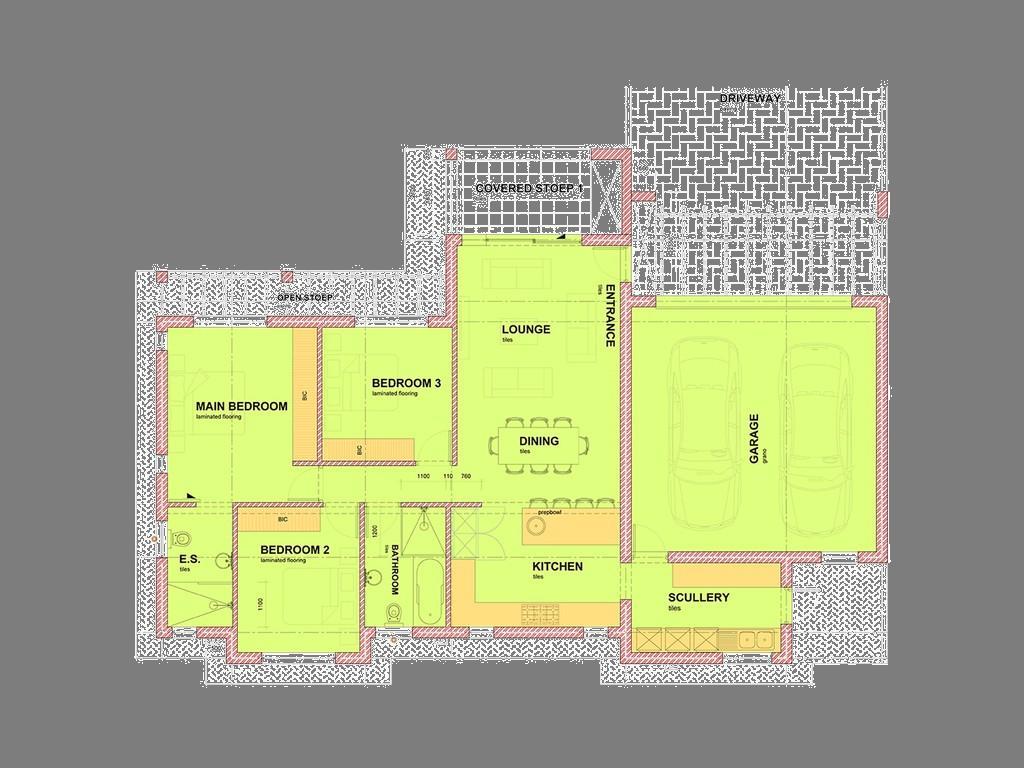 DRIVEWAY
COVERED STOEP 1
OPEN STOEP
LOUNGE
tiles
ENTRANCE
tiles
MAIN BEDROOM
laminated flooring
BIC
BEDROOM 3
laminated flooring
BIC
DINING
tiles
GARAGE
grano
1100
110
760
prepbowl
BIC
1200
E.S.
tiles
BEDROOM 2
laminated flooring
1100
BATHROOM
tiles
KITCHEN
tiles
SCULLERY
tiles